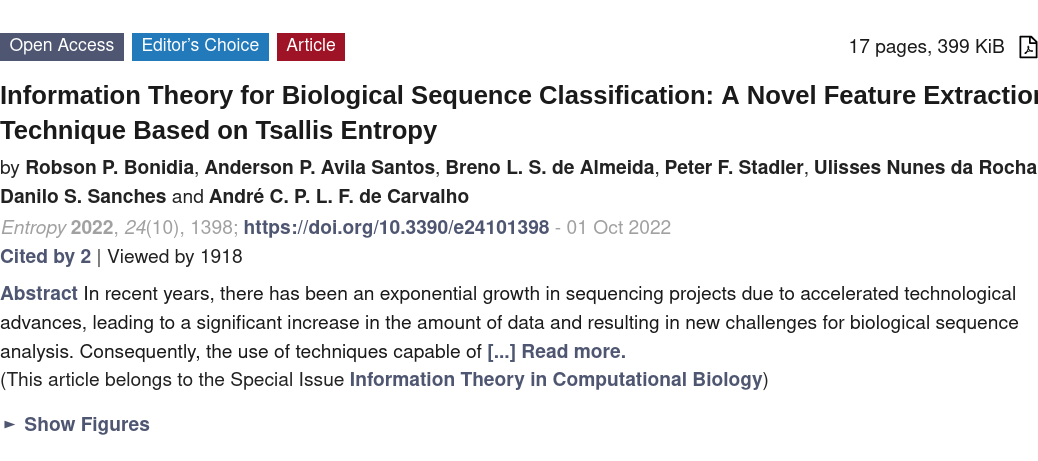 Open Access Editor's Choice Article 17 pages, 399 KiB
Information Theory for Biological Sequence Classification: A Novel Feature Extraction
Technique Based on Tsallis Entropy
by Robson P. Bonidia, Anderson P. Avila Santos, Breno L. S. de Almeida, Peter F. Stadler, Ulisses Nunes da Rocha
Danilo S. Sanches and André C. P. L. F. de Carvalho
Entropy 2022, 24(10), 1398; https://doi.org/10.3390/e24101398 - 01 Oct 2022
Cited by 2 | Viewed by 1918
Abstract In recent years, there has been an exponential growth in sequencing projects due to accelerated technological
advances, leading to a significant increase in the amount of data and resulting in new challenges for biological sequence
analysis. Consequently, the use of techniques capable of [...] Read more.
(This article belongs to the Special Issue Information Theory in Computational Biology)
► Show Figures